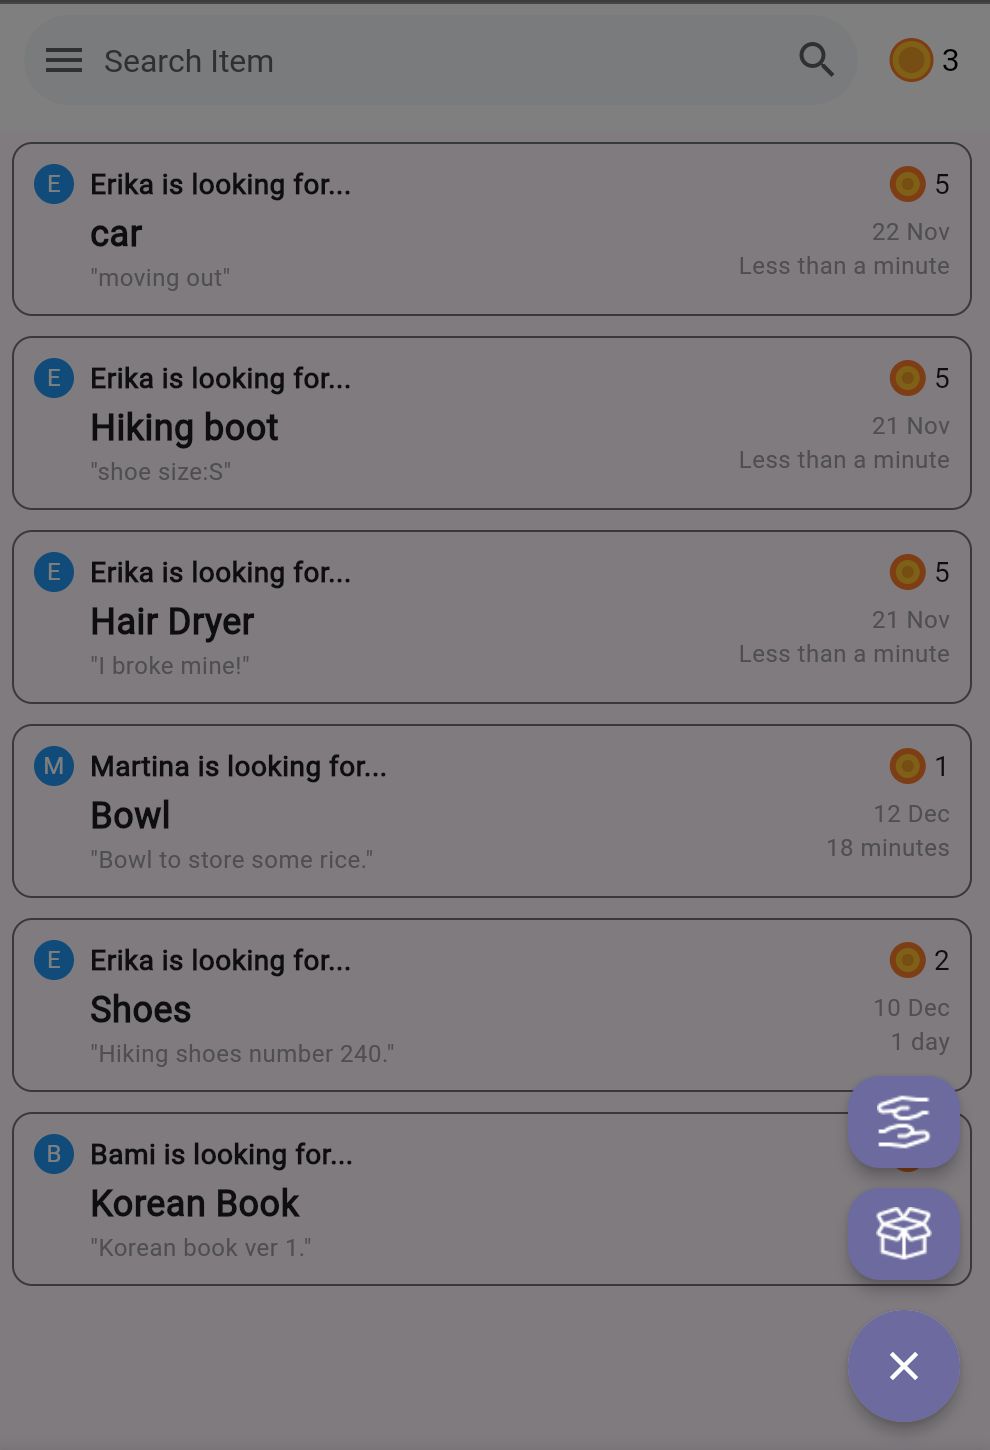 Search Item
3
E
Erika is looking for...
5
car
22 Nov
"moving out"
Less than a minute
E
Erika is looking for...
5
Hiking boot
21 Nov
"shoe size:S"
Less than a minute
E
Erika is looking for...
5
Hair Dryer
21 Nov
"I broke mine!"
Less than a minute
M
Martina is looking for...
1
Bowl
12 Dec
"Bowl to store some rice."
18 minutes
E
Erika is looking for...
2
Shoes
10 Dec
"Hiking shoes number 240."
1 day
B
Bami is looking for...
Korean Book
"Korean book ver 1."